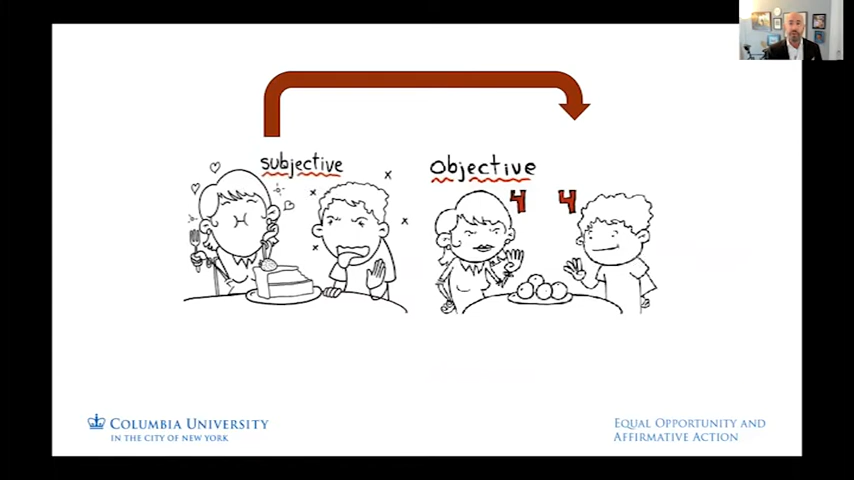 subjective
Objective
4 4
COLUMBIA UNIVERSITY
IN THE CITY OF NEW YORK
EQUAL OPPORTUNITY AND
AFFIRMATIVE ACTION